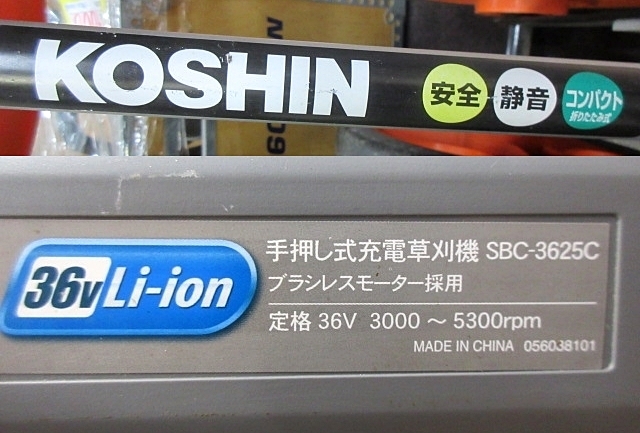 KOSHIN
安全
静音
コンパクト
折りたたみ式
36v Li-ion
手押し式充電草刈機 SBC-3625C
ブラシレスモーター採用
定格 36V 3000 ～ 5300rpm
MADE IN CHINA 056038101